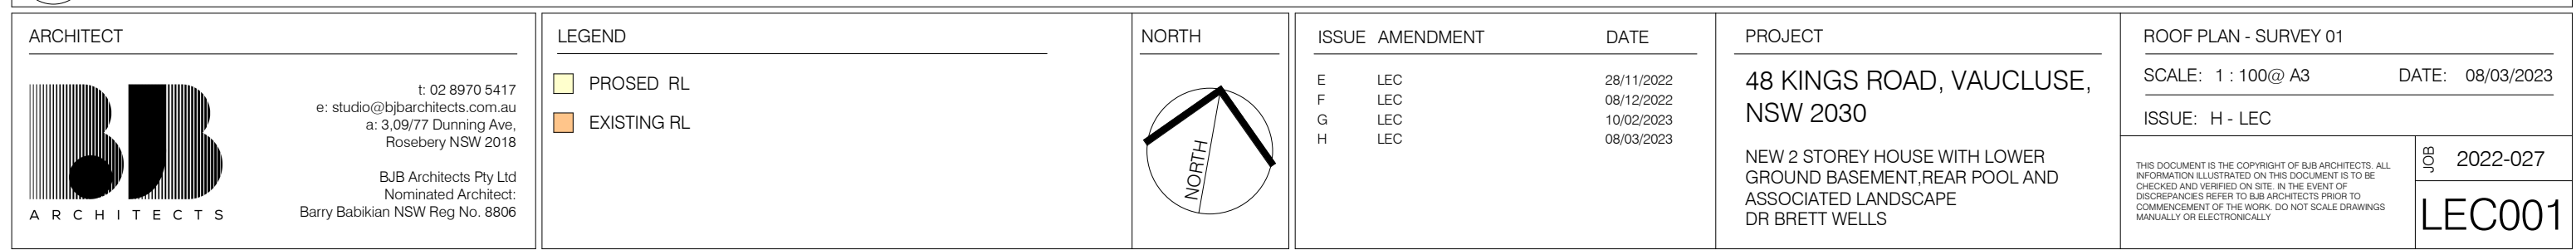 ARCHITECT
BJB
ARCHITECTS
t: 02 8970 5417
e: studio@bjbarchitects.com.au
a: 3,09/77 Dunning Ave,
Rosebery NSW 2018
BJB Architects Pty Ltd
Nominated Architect:
Barry Babikian NSW Reg No. 8806
LEGEND
PROSED RL
EXISTING RL
NORTH
NORTH
ISSUE AMENDMENT DATE
E LEC 28/11/2022
F LEC 08/12/2022
G LEC 10/02/2023
H LEC 08/03/2023
PROJECT
48 KINGS ROAD, VAUCLUSE,
NSW 2030
NEW 2 STOREY HOUSE WITH LOWER
GROUND BASEMENT,REAR POOL AND
ASSOCIATED LANDSCAPE
DR BRETT WELLS
ROOF PLAN - SURVEY 01
SCALE: 1 : 100@ A3 DATE: 08/03/2023
ISSUE: H - LEC
THIS DOCUMENT IS THE COPYRIGHT OF BJB ARCHITECTS. ALL
INFORMATION ILLUSTRATED ON THIS DOCUMENT IS TO BE
CHECKED AND VERIFIED ON SITE. IN THE EVENT OF
DISCREPANCIES REFER TO BJB ARCHITECTS PRIOR TO
COMMENCEMENT OF THE WORK. DO NOT SCALE DRAWINGS
MANUALLY OR ELECTRONICALLY
JOB 2022-027
LEC001